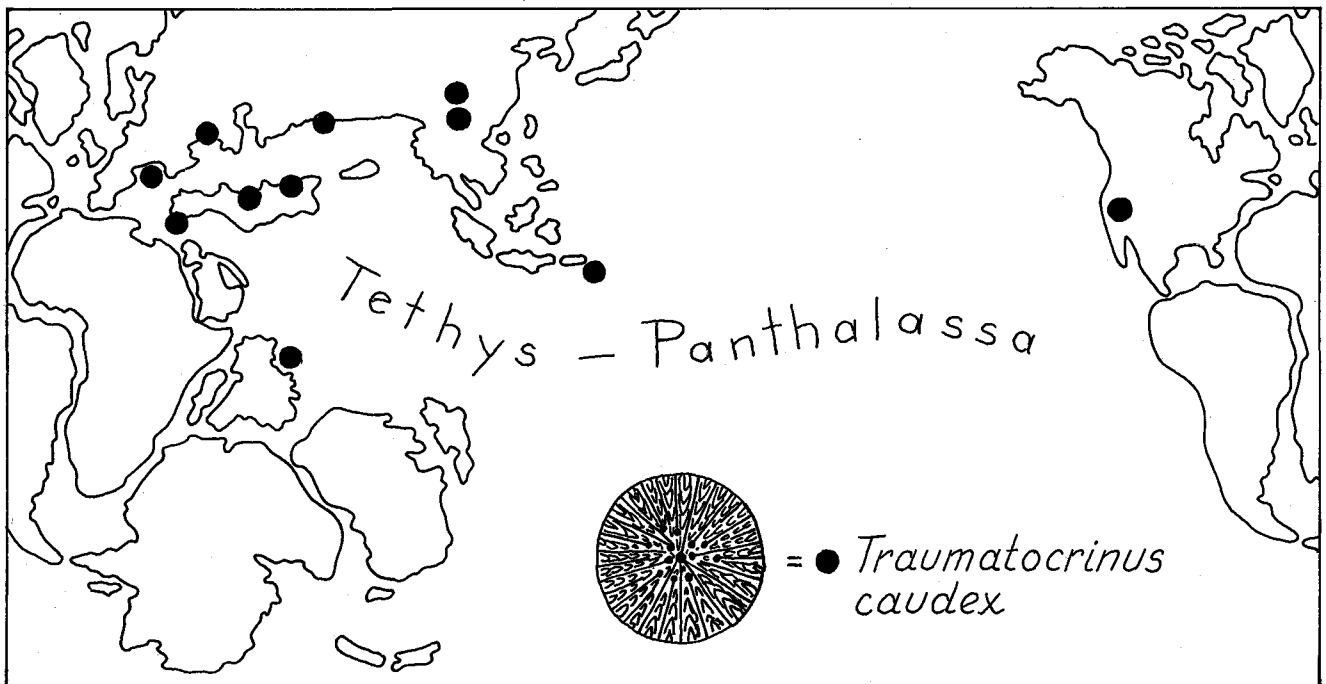 Tethys – Panthalassa
= ● Traumatocrinus
caudex